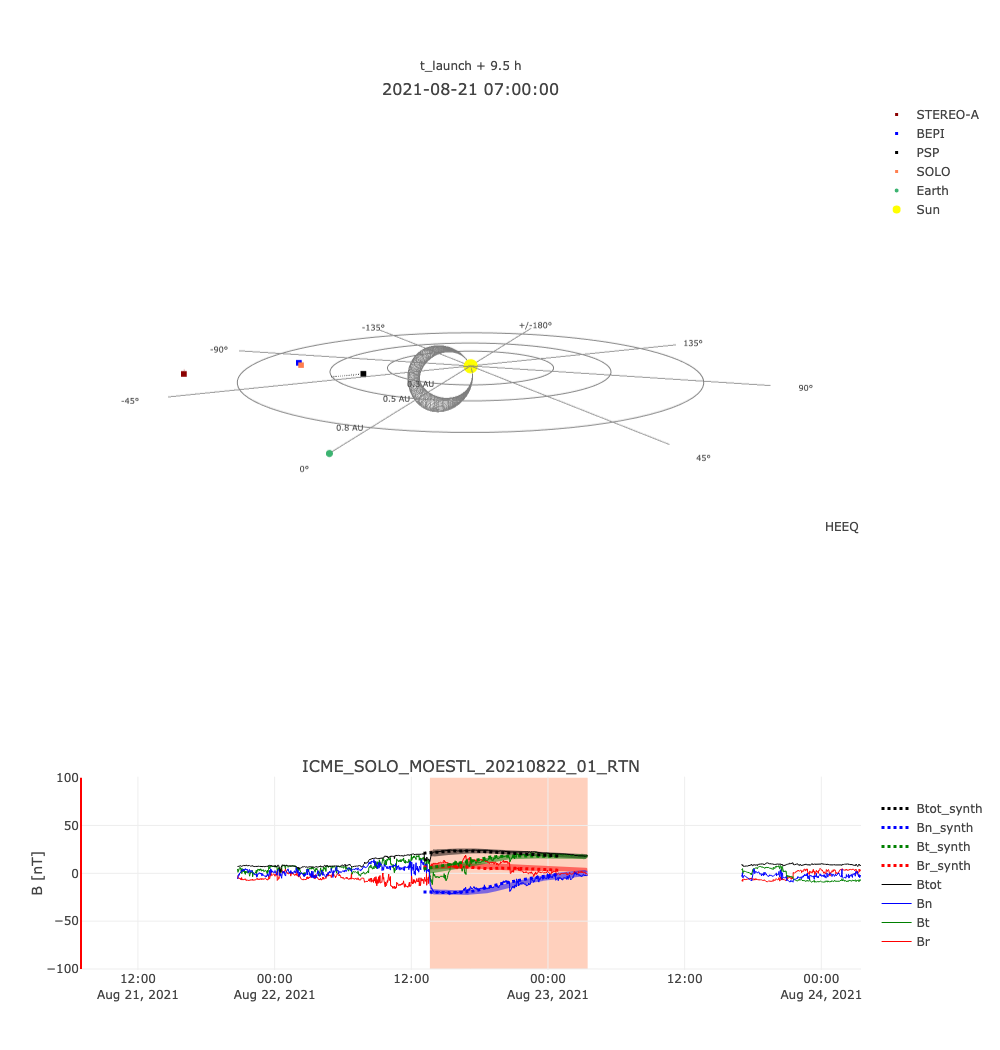 t_launch + 9.5 h
2021-08-21 07:00:00
STEREO-A
BEPI
PSP
SOLO
Earth
Sun
-135°
+/-180°
-90°
135°
-45°
90°
0.3 AU
0.5 AU
0.8 AU
45°
0°
HEEQ
ICME_SOLO_MOESTL_20210822_01_RTN
B [nT]
100
50
0
−50
−100
12:00
00:00
12:00
00:00
12:00
00:00
Aug 21, 2021
Aug 22, 2021
Aug 23, 2021
Aug 24, 2021
Btot_synth
Bn_synth
Bt_synth
Br_synth
Btot
Bn
Bt
Br